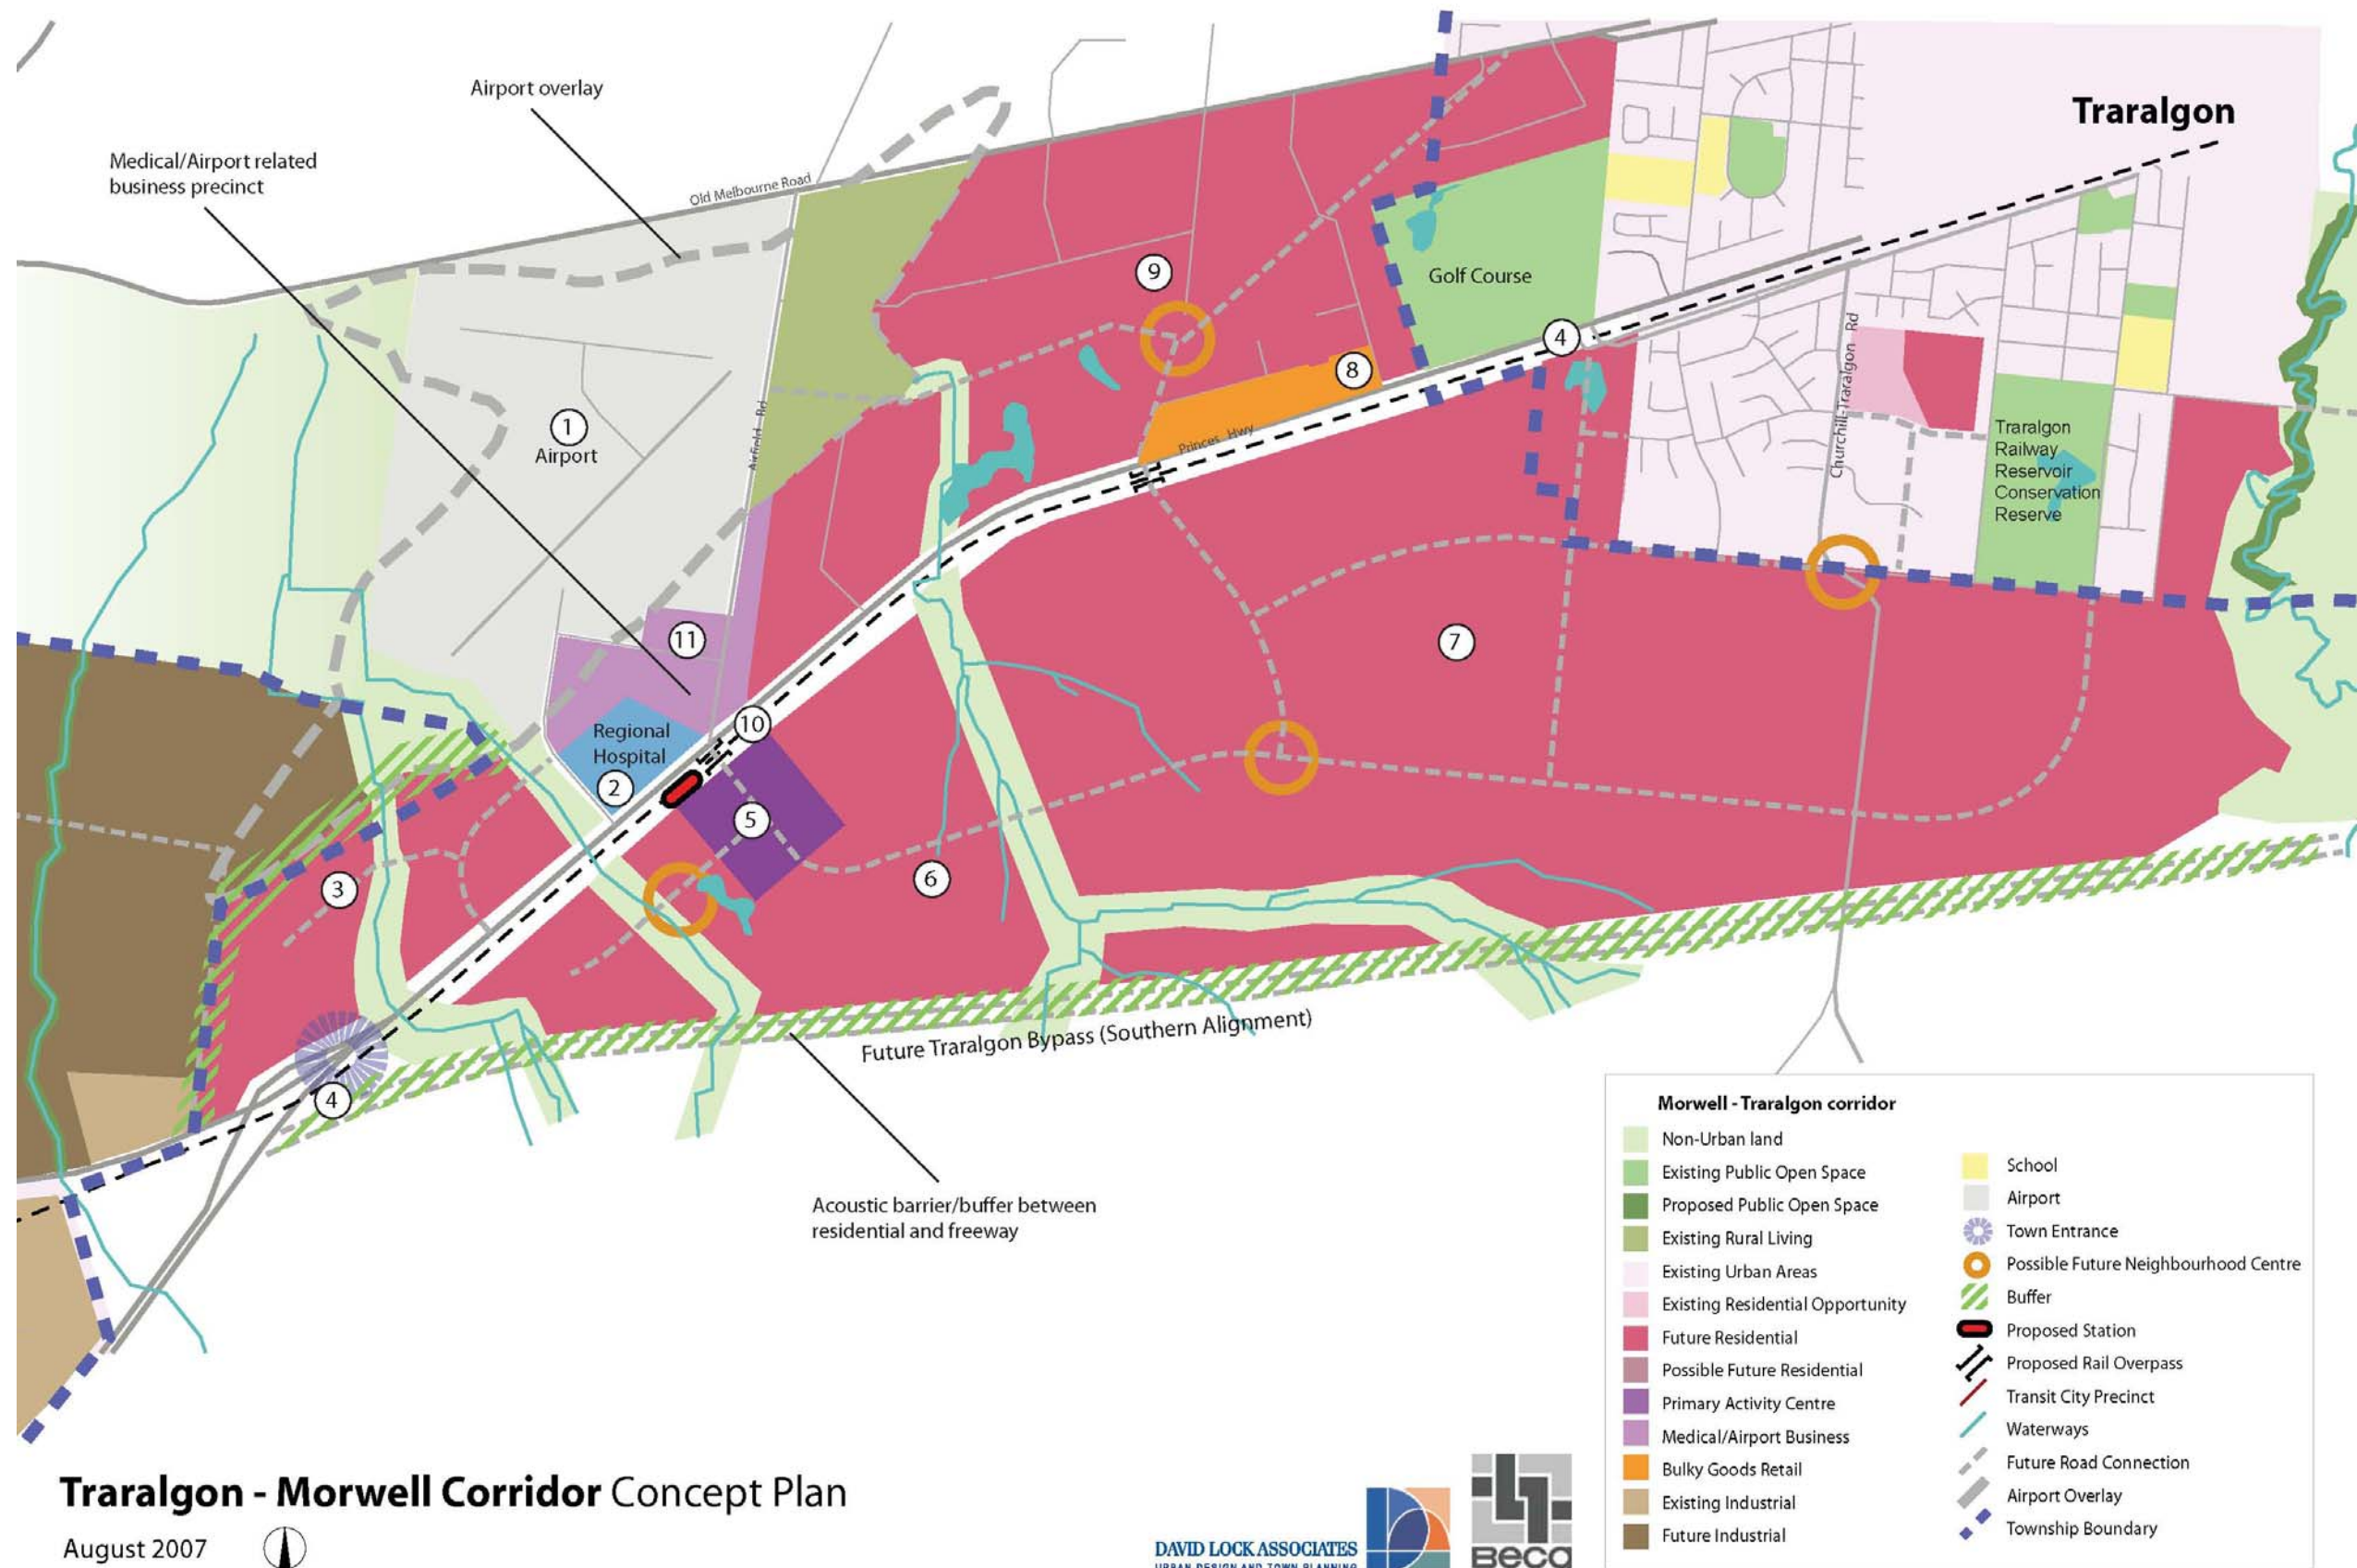 Traralgon
Airport overlay
Medical/Airport related
business precinct
Old Melbourne Road
9
Golf Course
4
8
Churchill-Traralgon Rd
1
Airport
Airfield Rd
Princes Hwy
Traralgon
Railway
Reservoir
Conservation
Reserve
11
7
10
Regional
Hospital
2
5
3
6
4
Future Traralgon Bypass (Southern Alignment)
Acoustic barrier/buffer between
residential and freeway
Morwell - Traralgon corridor
Non-Urban land
Existing Public Open Space
Proposed Public Open Space
Existing Rural Living
Existing Urban Areas
Existing Residential Opportunity
Future Residential
Possible Future Residential
Primary Activity Centre
Medical/Airport Business
Bulky Goods Retail
Existing Industrial
Future Industrial
School
Airport
Town Entrance
Possible Future Neighbourhood Centre
Buffer
Proposed Station
Proposed Rail Overpass
Transit City Precinct
Waterways
Future Road Connection
Airport Overlay
Township Boundary
Traralgon - Morwell Corridor Concept Plan
August 2007
DAVID LOCK ASSOCIATES
URBAN DESIGN AND TOWN PLANNING
Beca